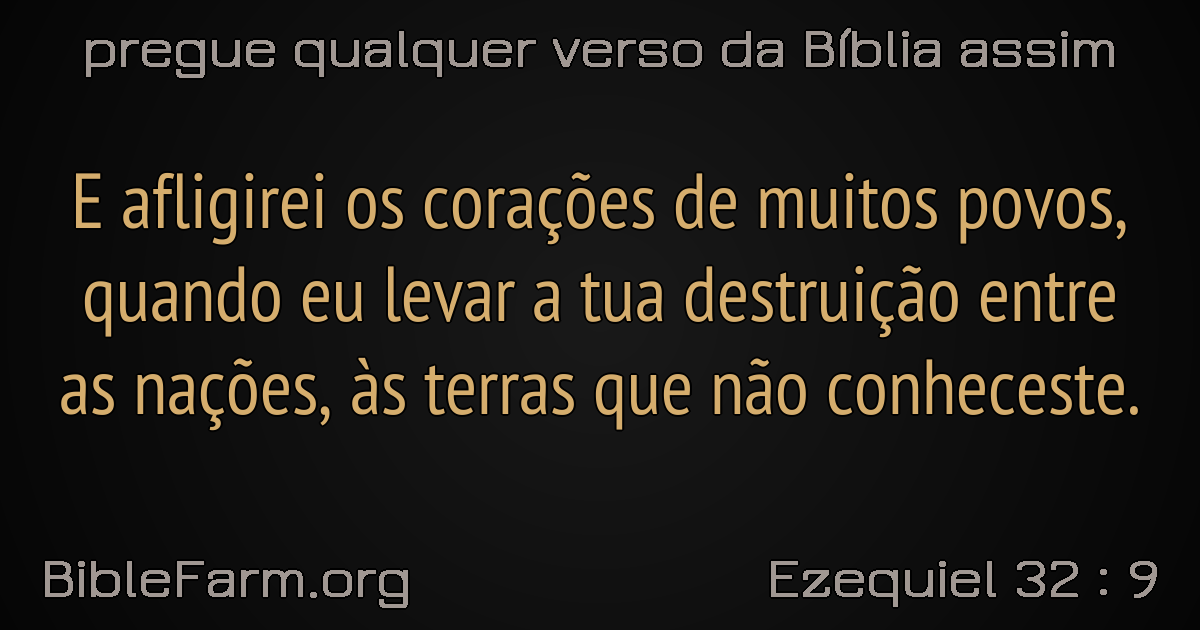 pregue qualquer verso da Bíblia assim
E afligirei os corações de muitos povos,
quando eu levar a tua destruição entre
as nações, às terras que não conheceste.
BibleFarm.org
Ezequiel 32 : 9